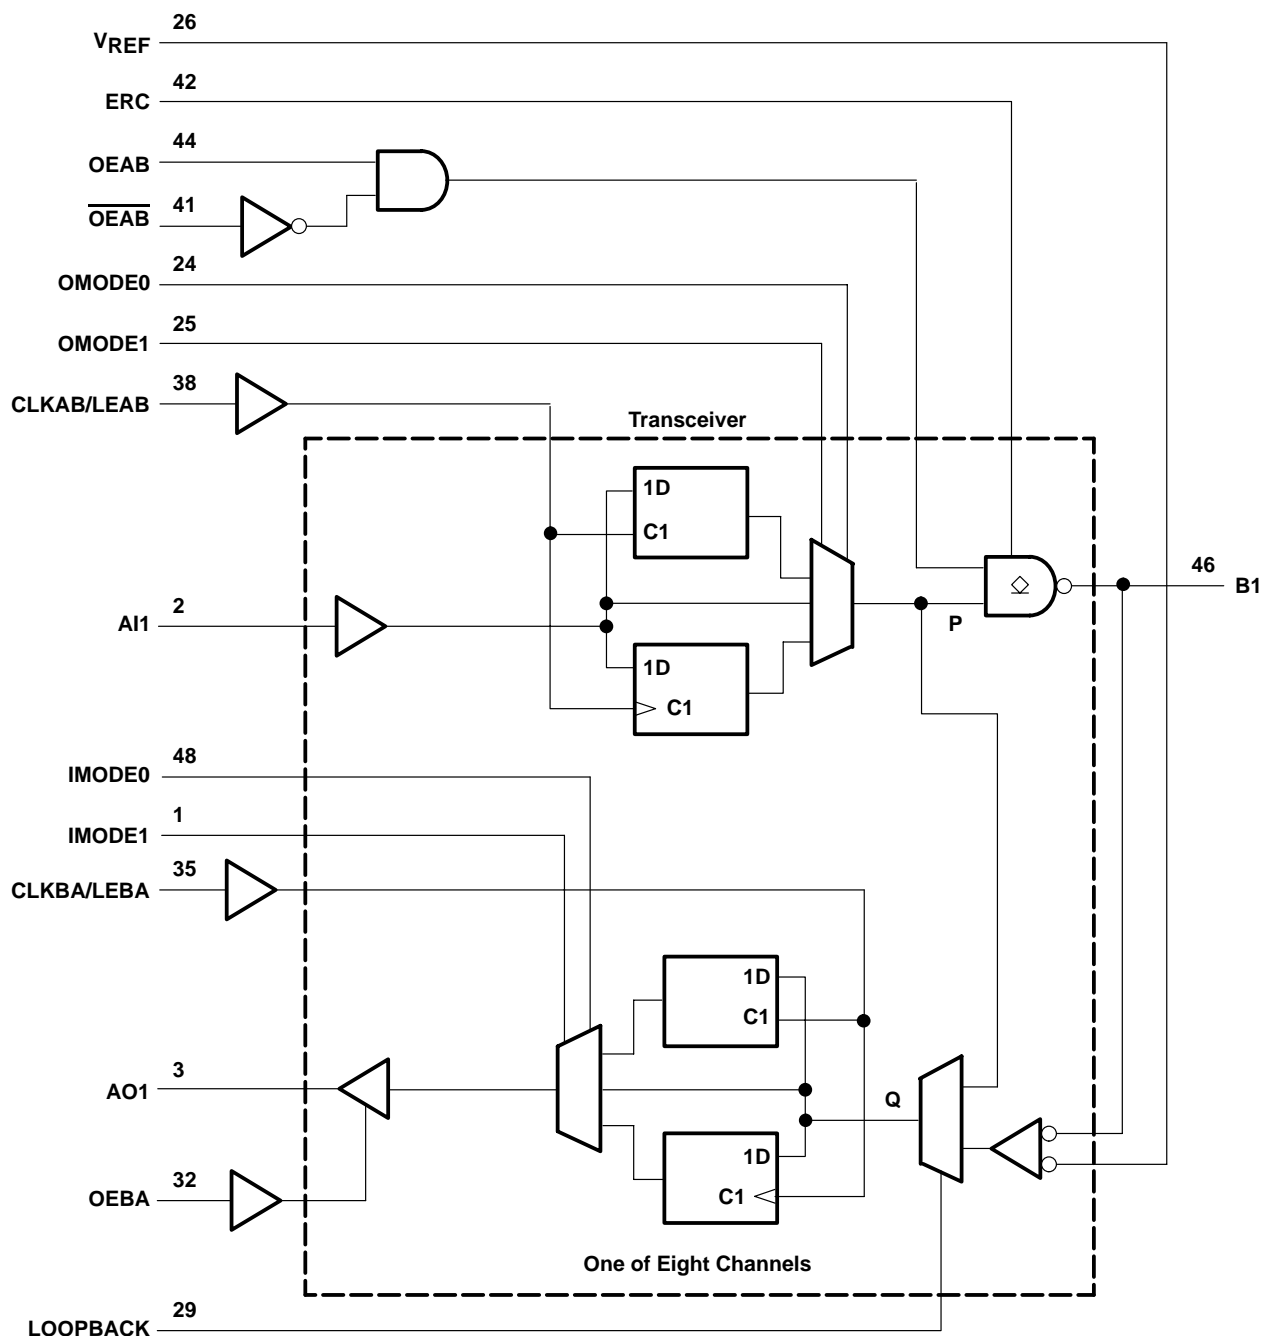 26
VREF
42
ERC
44
OEAB
41
OEAB
24
OMODE0
25
OMODE1
38
CLKAB/LEAB
Transceiver
1D
C1
46
B1
2
AI1
P
1D
C1
48
IMODE0
1
IMODE1
35
CLKBA/LEBA
1D
C1
3
AO1
Q
1D
C1
32
OEBA
One of Eight Channels
29
LOOPBACK